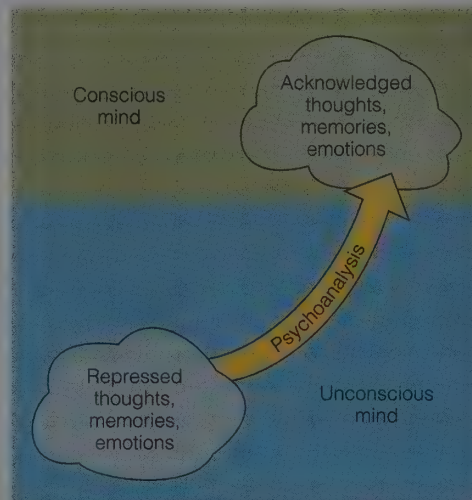 Conscious
mind
Acknowledged
thoughts,
memories,
emotions
Psychoanalysis
Repressed
thoughts,
memories,
emotions
Unconscious
mind